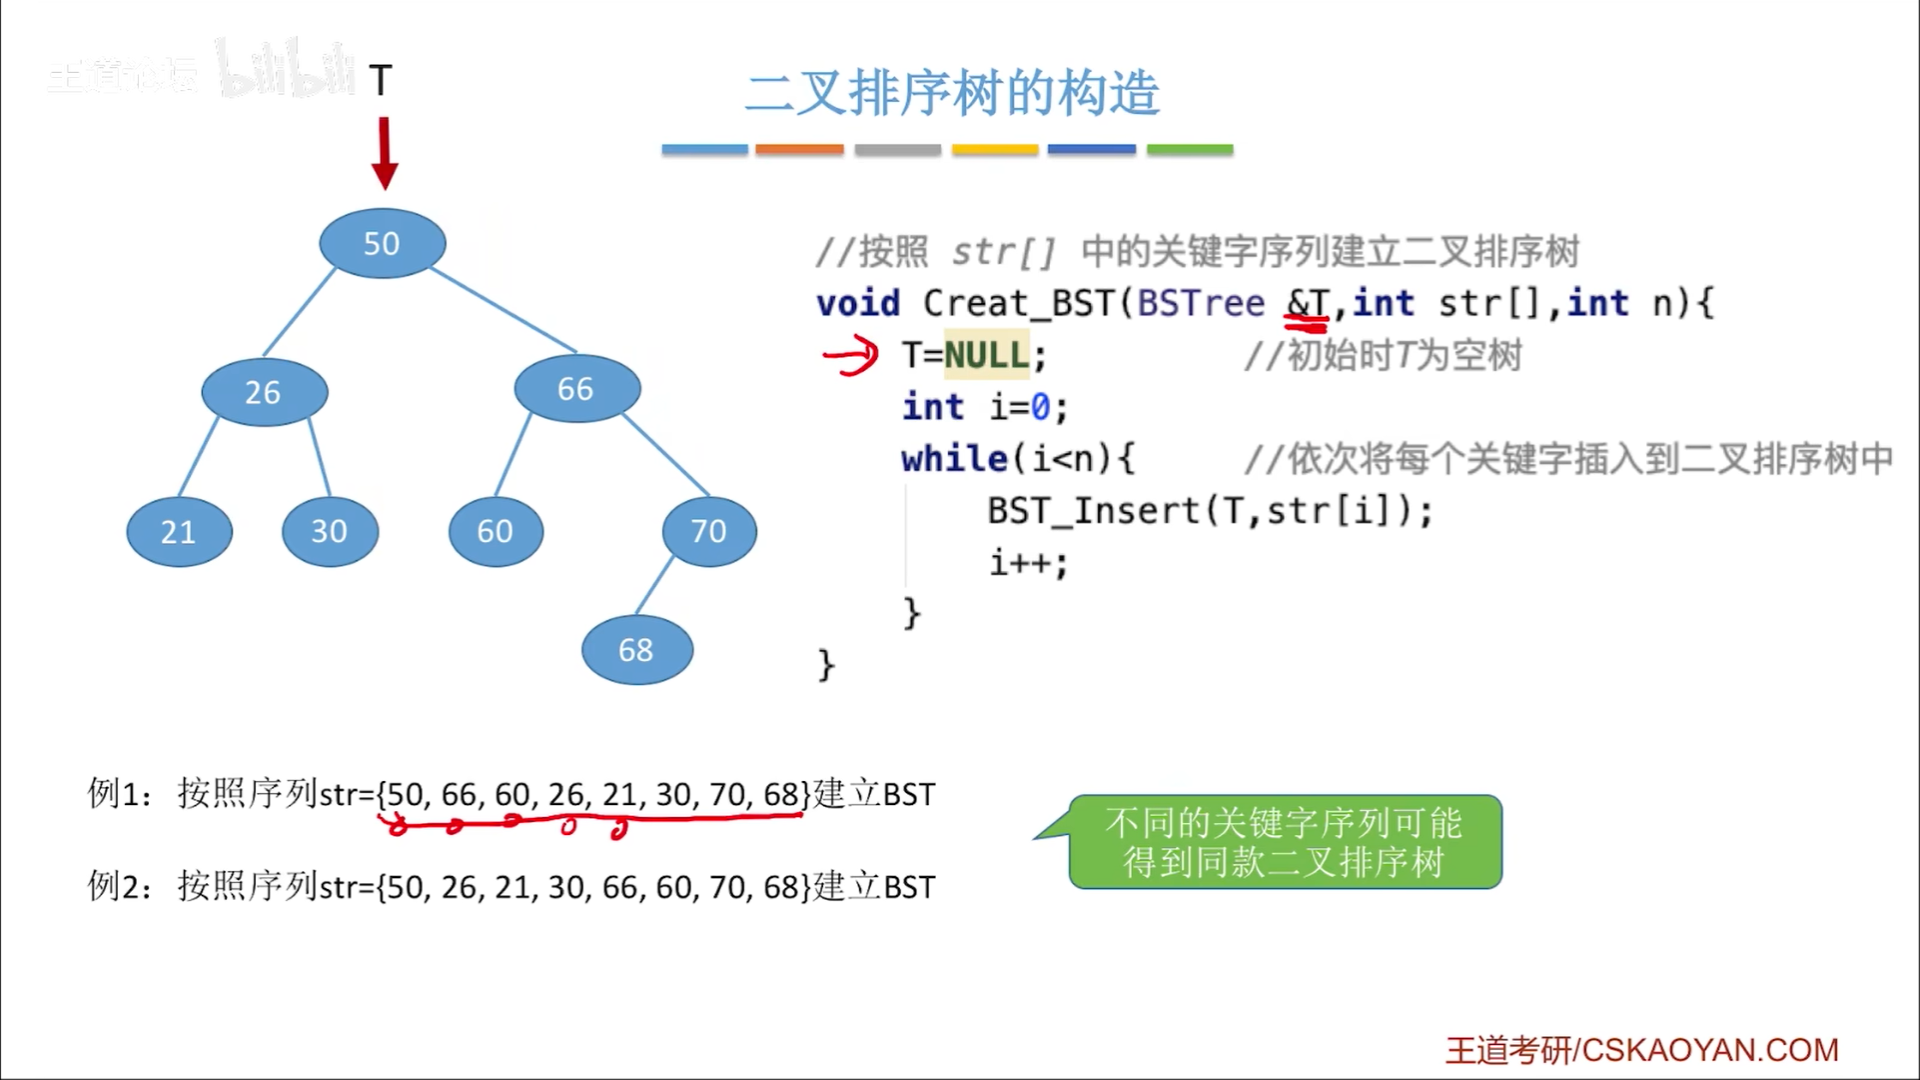 王道论坛 bilibili
T
二叉排序树的构造
50
26
66
21
30
60
70
68
//按照 str[] 中的关键字序列建立二叉排序树
void Creat_BST(BSTree &T,int str[],int n){
T=NULL; //初始时T为空树
int i=0;
while(i<n){ //依次将每个关键字插入到二叉排序树中
BST_Insert(T,str[i]);
i++;
}
}
例1：按照序列str={50, 66, 60, 26, 21, 30, 70, 68}建立BST
例2：按照序列str={50, 26, 21, 30, 66, 60, 70, 68}建立BST
不同的关键字序列可能
得到同款二叉排序树
王道考研/CSKAOYAN.COM